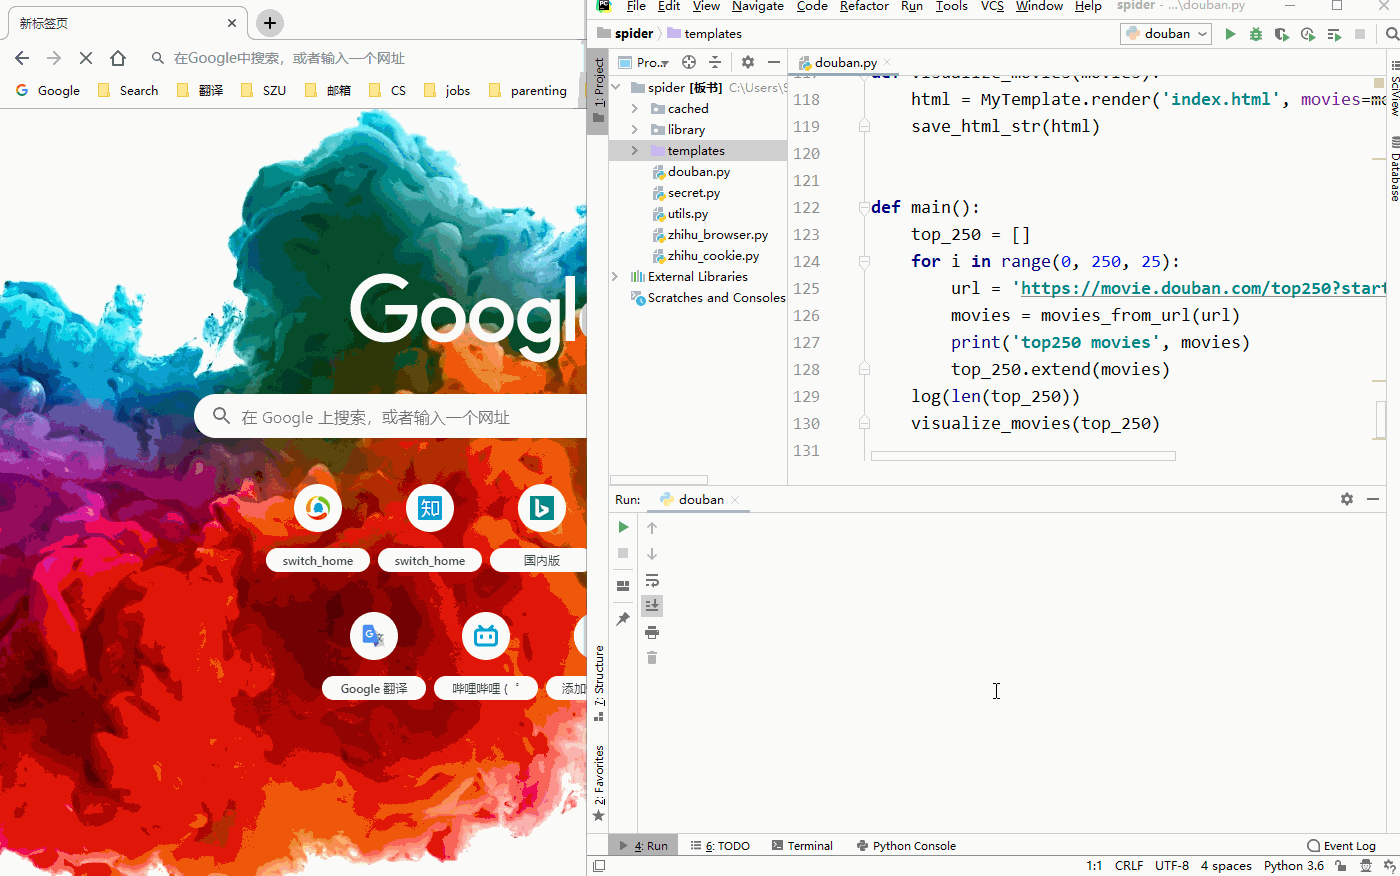 新标签页
在Google中搜索，或者输入一个网址
Google Search 翻译 SZU 邮箱 CS jobs parenting
Google
在 Google 上搜索，或者输入一个网址
switch_home switch_home 国内版
Google 翻译 哔哩哔哩 ( ゜ 添加
File Edit View Navigate Code Refactor Run Tools VCS Window Help spider - ...\douban.py
spider templates douban
1: Project
Pro... douban.py
spider [板书] C:\Users\S
cached
library
templates
douban.py
secret.py
utils.py
zhihu_browser.py
zhihu_cookie.py
External Libraries
Scratches and Consoles
117 def visualize_movies(movies):
118 html = MyTemplate.render('index.html', movies=mo
119 save_html_str(html)
120
121
122 def main():
123 top_250 = []
124 for i in range(0, 250, 25):
125 url = 'https://movie.douban.com/top250?start
126 movies = movies_from_url(url)
127 print('top250 movies', movies)
128 top_250.extend(movies)
129 log(len(top_250))
130 visualize_movies(top_250)
131
SciView
Database
Run: douban
7: Structure
2: Favorites
4: Run 6: TODO Terminal Python Console Event Log
1:1 CRLF UTF-8 4 spaces Python 3.6